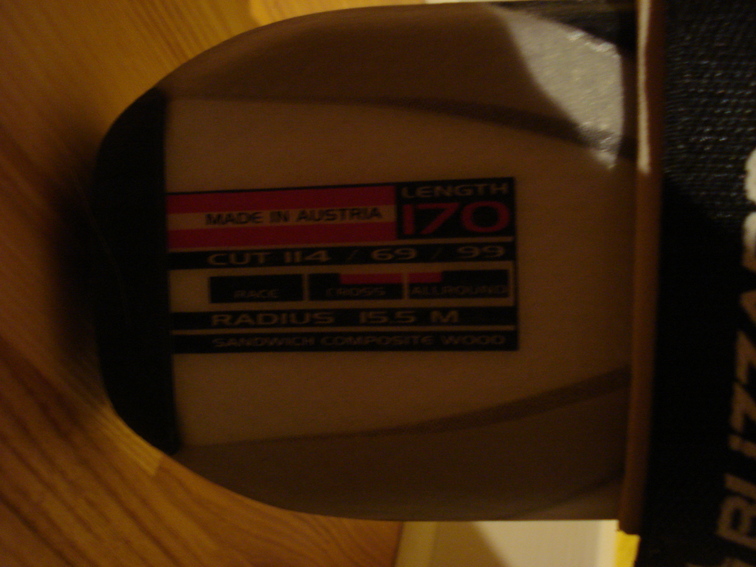 MADE IN AUSTRIA
LENGTH
170
CUT 114 / 69 / 99
RACE CROSS ALLROUND
RADIUS 15.5 M
SANDWICH COMPOSITE WOOD